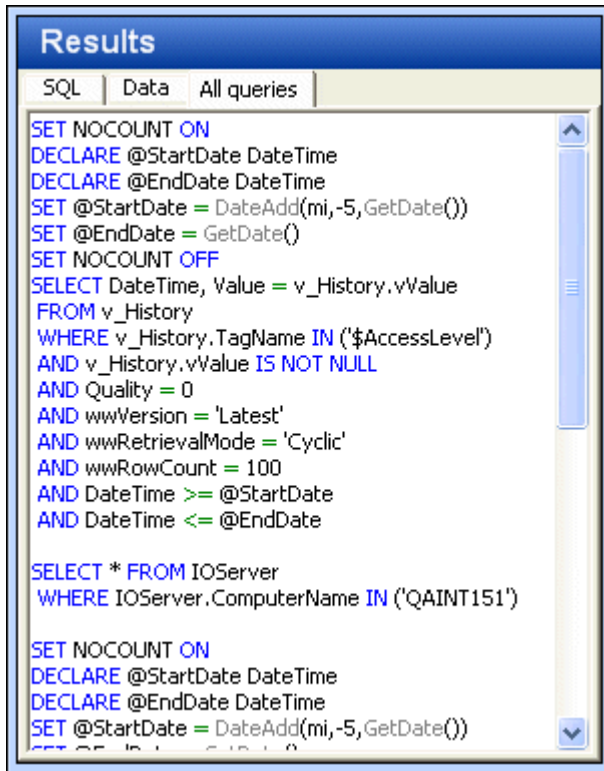 Results
SQL Data All queries
SET NOCOUNT ON
DECLARE @StartDate DateTime
DECLARE @EndDate DateTime
SET @StartDate = DateAdd(mi,-5,GetDate())
SET @EndDate = GetDate()
SET NOCOUNT OFF
SELECT DateTime, Value = v_History.vValue
FROM v_History
WHERE v_History.TagName IN ('$AccessLevel')
AND v_History.vValue IS NOT NULL
AND Quality = 0
AND wwVersion = 'Latest'
AND wwRetrievalMode = 'Cyclic'
AND wwRowCount = 100
AND DateTime >= @StartDate
AND DateTime <= @EndDate
SELECT * FROM IOServer
WHERE IOServer.ComputerName IN ('QAINT151')
SET NOCOUNT ON
DECLARE @StartDate DateTime
DECLARE @EndDate DateTime
SET @StartDate = DateAdd(mi,-5,GetDate())